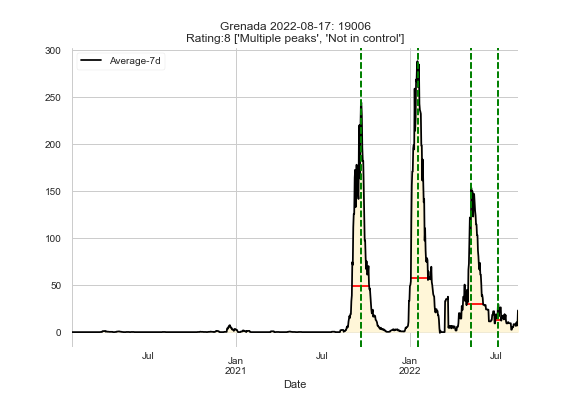 Grenada 2022-08-17: 19006
Rating:8 ['Multiple peaks', 'Not in control']
Average-7d
300
250
200
150
100
50
0
Jul
Jan
2021
Jul
Jan
2022
Jul
Date